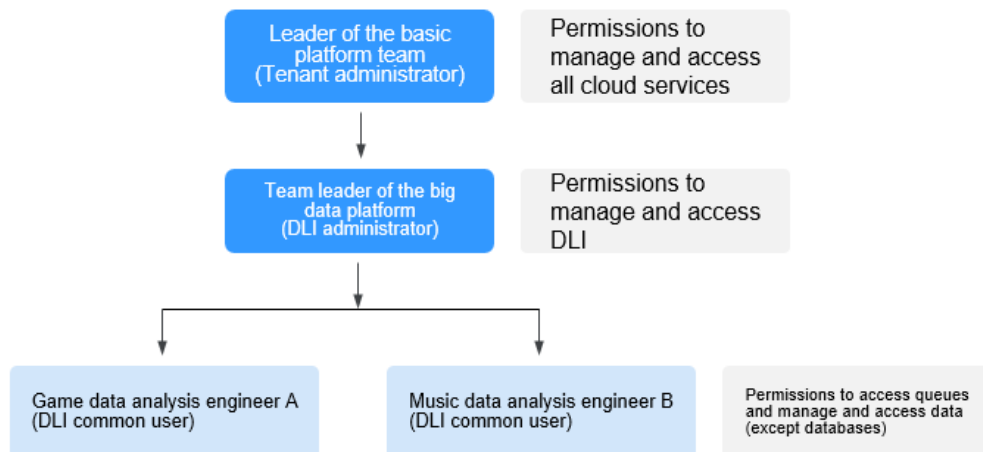 Leader of the basic
platform team
(Tenant administrator)
Permissions to
manage and access
all cloud services
Team leader of the big
data platform
(DLI administrator)
Permissions to
manage and access
DLI
Game data analysis engineer A
(DLI common user)
Music data analysis engineer B
(DLI common user)
Permissions to access queues
and manage and access data
(except databases)